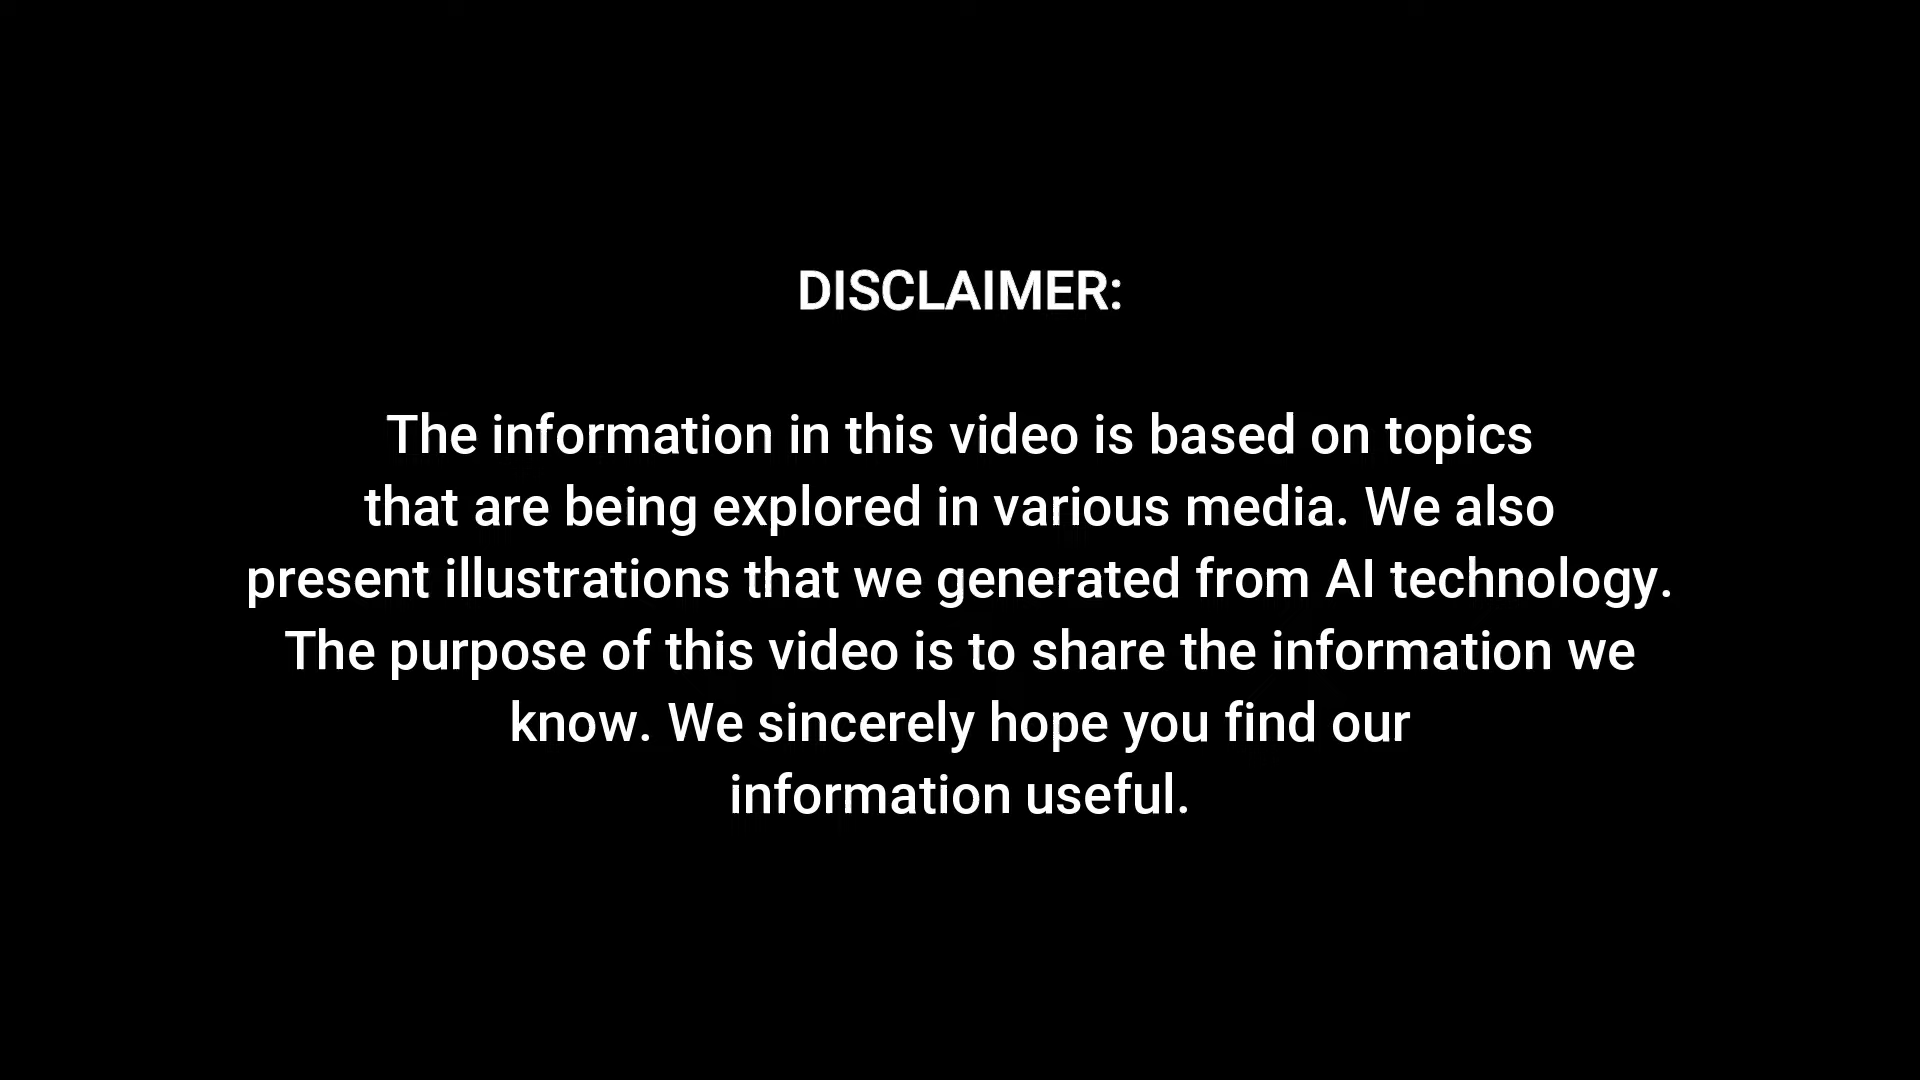 DISCLAIMER:
The information in this video is based on topics
that are being explored in various media. We also
present illustrations that we generated from AI technology.
The purpose of this video is to share the information we
know. We sincerely hope you find our
information useful.